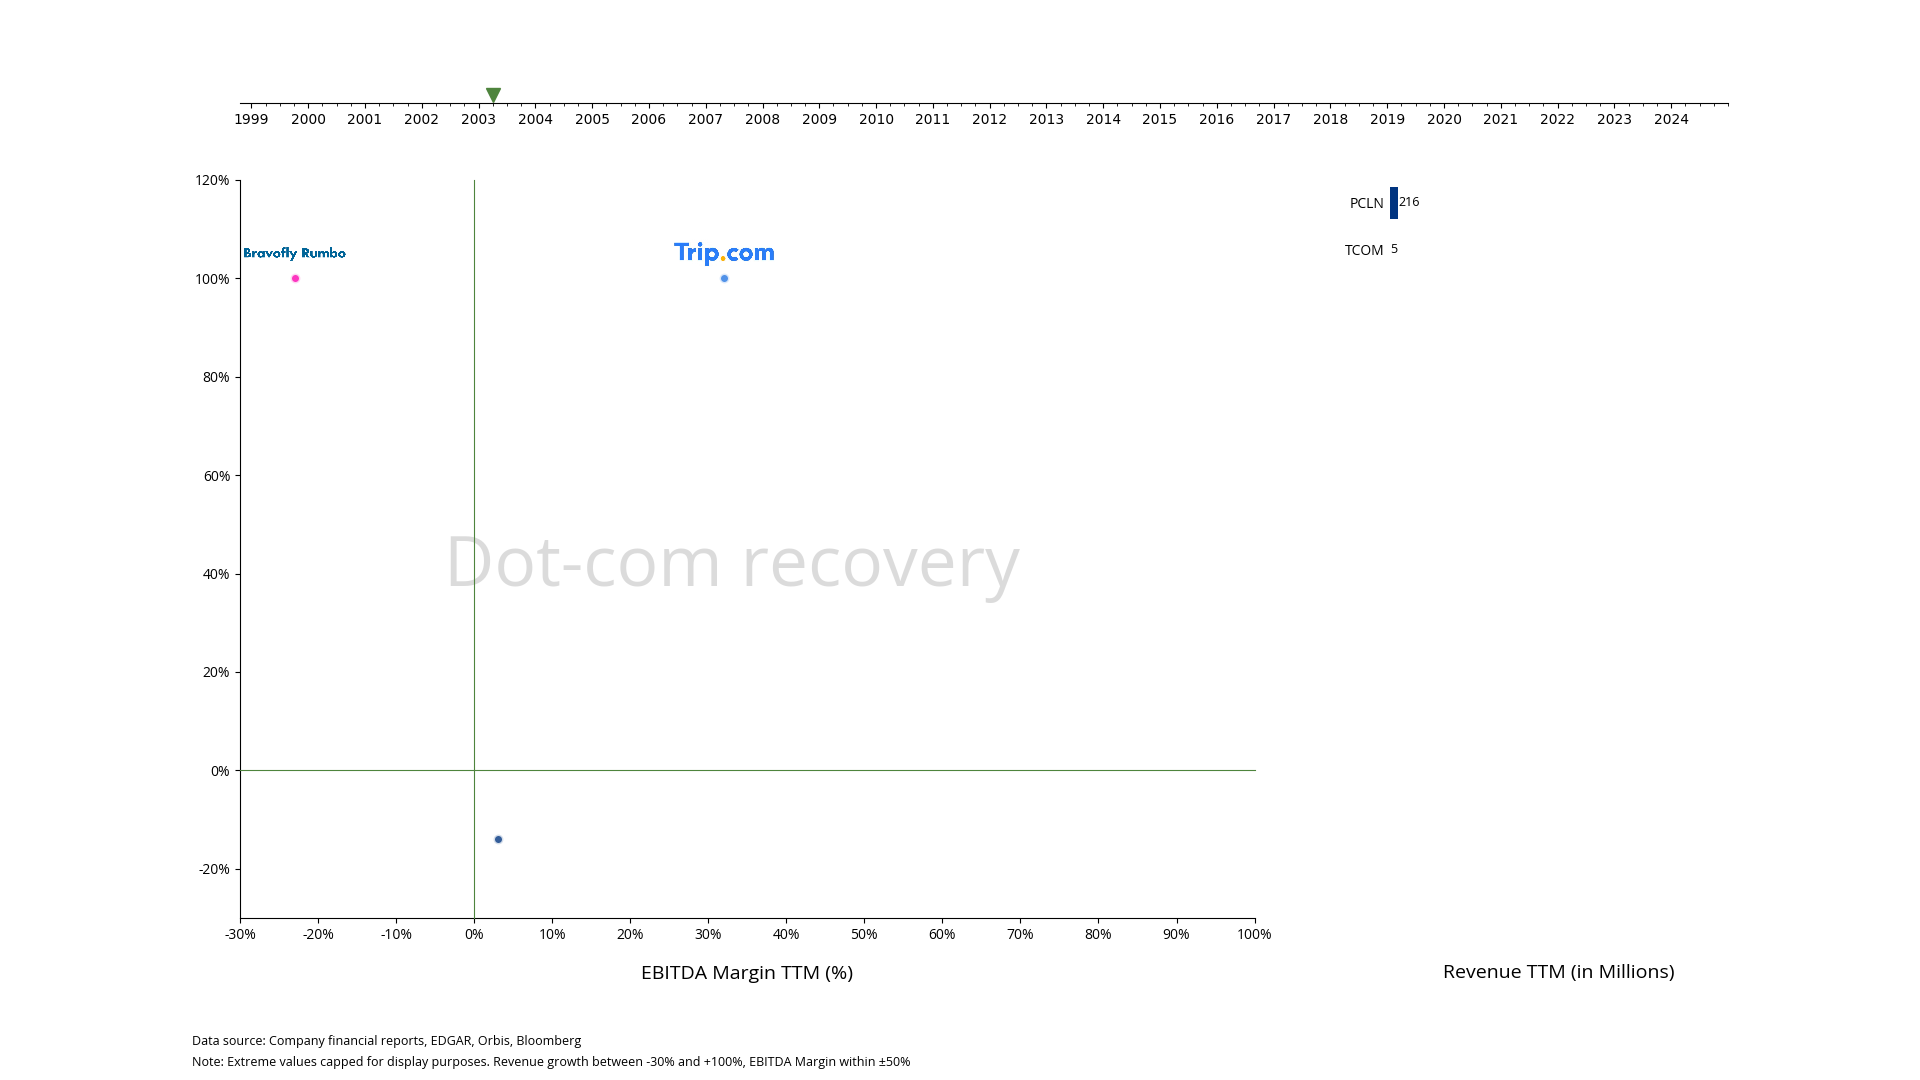 1999 2000 2001 2002 2003 2004 2005 2006 2007 2008 2009 2010 2011 2012 2013 2014 2015 2016 2017 2018 2019 2020 2021 2022 2023 2024
120%
PCLN 216
Bravofly Rumbo
Trip.com
TCOM 5
100%
80%
60%
Dot-com recovery
40%
20%
0%
-20%
-30% -20% -10% 0% 10% 20% 30% 40% 50% 60% 70% 80% 90% 100%
EBITDA Margin TTM (%)
Revenue TTM (in Millions)
Data source: Company financial reports, EDGAR, Orbis, Bloomberg
Note: Extreme values capped for display purposes. Revenue growth between -30% and +100%, EBITDA Margin within ±50%